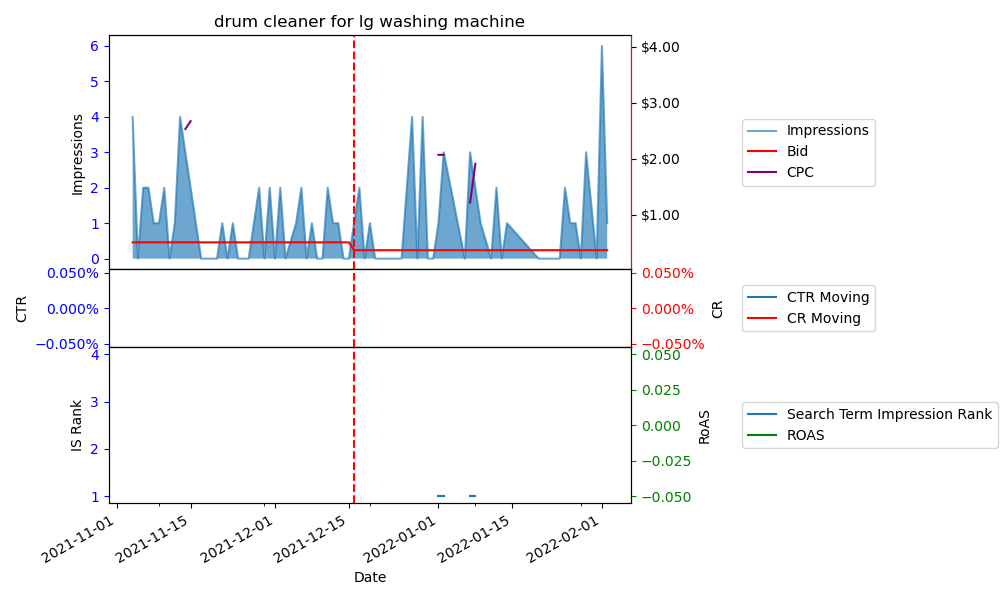 drum cleaner for lg washing machine
6
5
4
3
2
1
0
Impressions
$4.00
$3.00
$2.00
$1.00
Impressions
Bid
CPC
0.050%
0.000%
−0.050%
CTR
0.050%
0.000%
−0.050%
CR
CTR Moving
CR Moving
4
3
2
1
IS Rank
0.050
0.025
0.000
−0.025
−0.050
RoAS
Search Term Impression Rank
ROAS
2021-11-01
2021-11-15
2021-12-01
2021-12-15
2022-01-01
2022-01-15
2022-02-01
Date